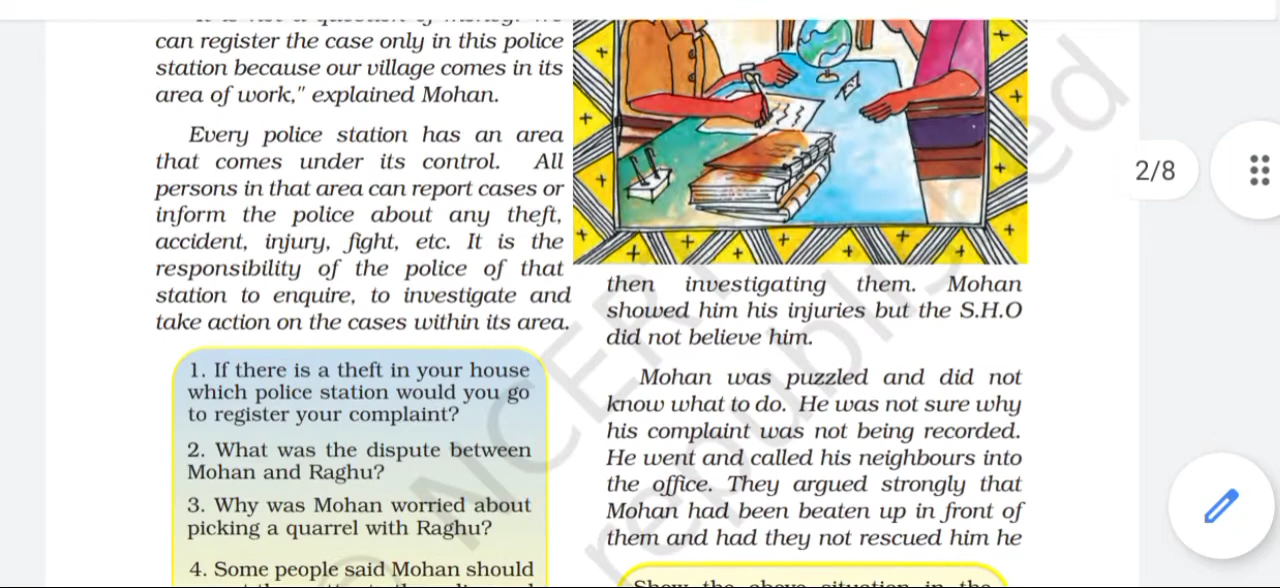 can register the case only in this police
station because our village comes in its
area of work," explained Mohan.
Every police station has an area
that comes under its control. All
persons in that area can report cases or
inform the police about any theft,
accident, injury, fight, etc. It is the
responsibility of the police of that
station to enquire, to investigate and
take action on the cases within its area.
1. If there is a theft in your house
which police station would you go
to register your complaint?
2. What was the dispute between
Mohan and Raghu?
3. Why was Mohan worried about
picking a quarrel with Raghu?
4. Some people said Mohan should
then investigating them. Mohan
showed him his injuries but the S.H.O
did not believe him.
Mohan was puzzled and did not
know what to do. He was not sure why
his complaint was not being recorded.
He went and called his neighbours into
the office. They argued strongly that
Mohan had been beaten up in front of
them and had they not rescued him he
Show the above situation in the
2/8